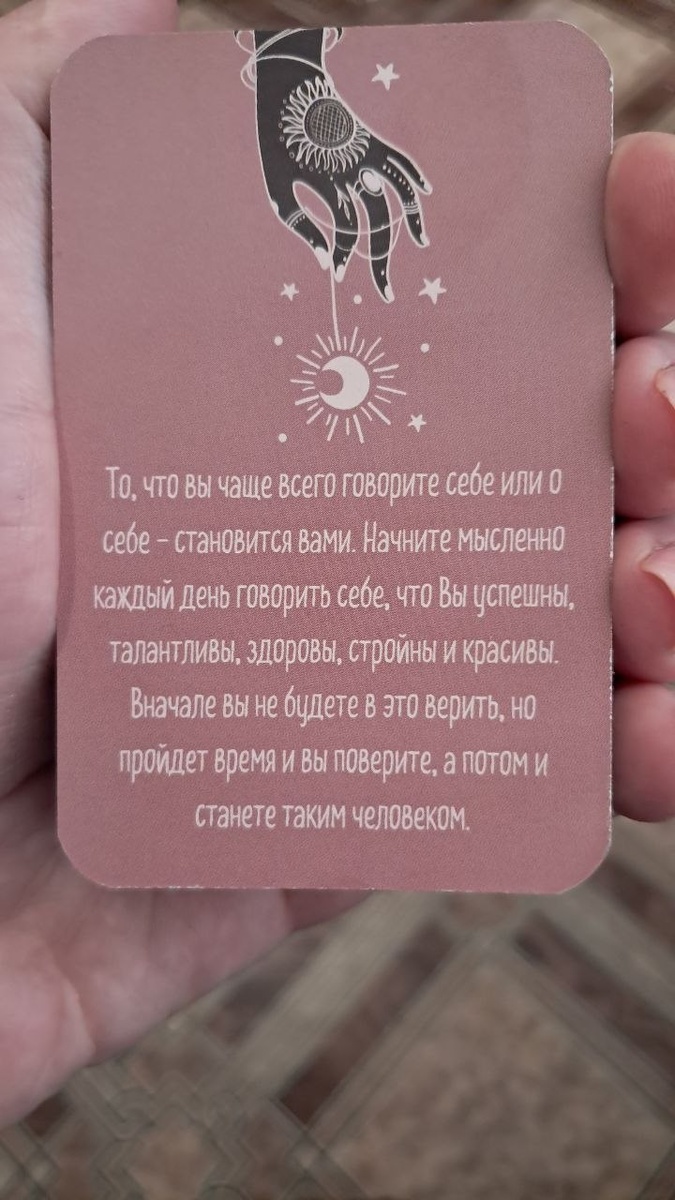 То, что вы чаще всего говорите себе или о
себе – становится вами. Начните мысленно
каждый день говорить себе, что Вы успешны,
талантливы, здоровы, стройны и красивы.
Вначале вы не будете в это верить, но
пройдет время и вы поверите, а потом и
станете таким человеком.